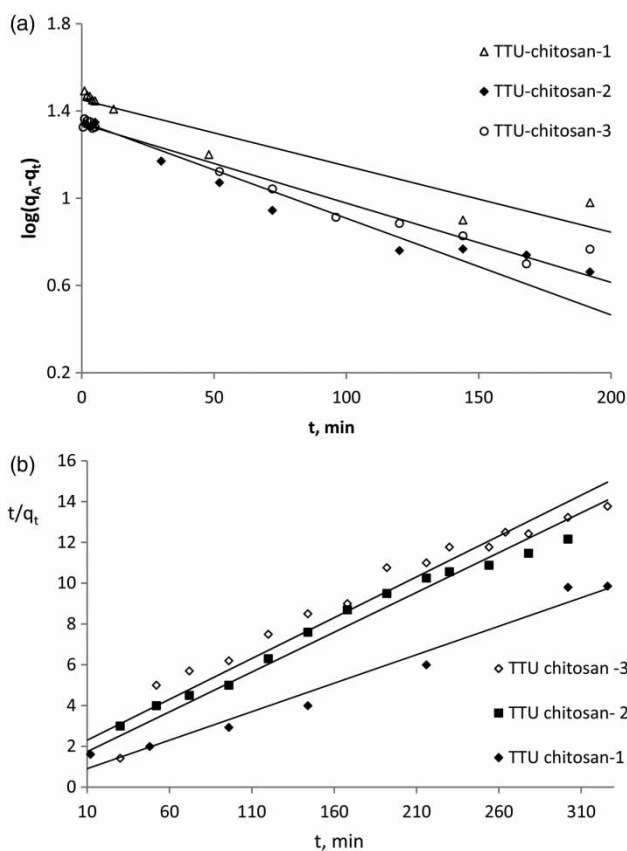 (a)
1.8
1.4
1
0.6
0.2
log(qA-qt)
TTU-chitosan-1
TTU-chitosan-2
TTU-chitosan-3
0 50 100 150 200
t, min
(b)
16
14
12
10
8
6
4
2
0
t/qt
TTU chitosan -3
TTU chitosan- 2
TTU chitosan-1
10 60 110 160 210 260 310
t, min